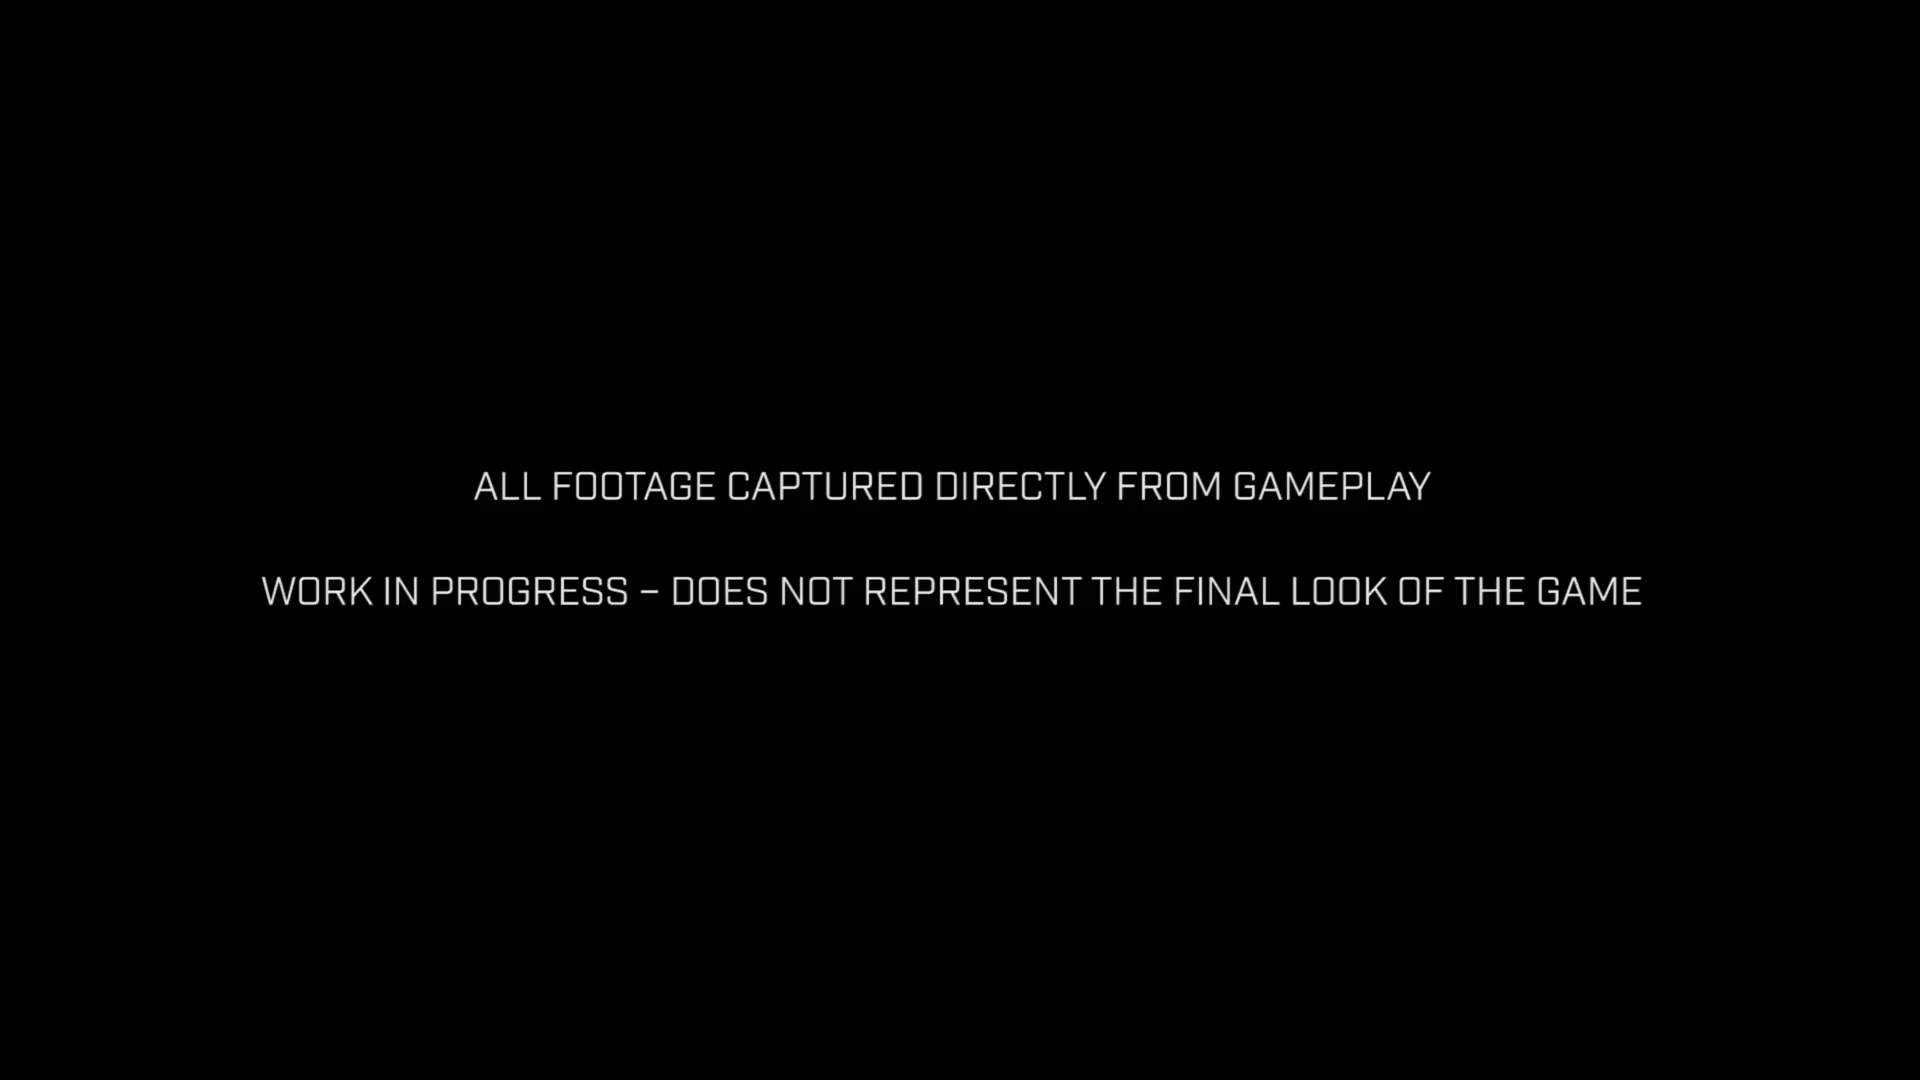 ALL FOOTAGE CAPTURED DIRECTLY FROM GAMEPLAY
WORK IN PROGRESS – DOES NOT REPRESENT THE FINAL LOOK OF THE GAME